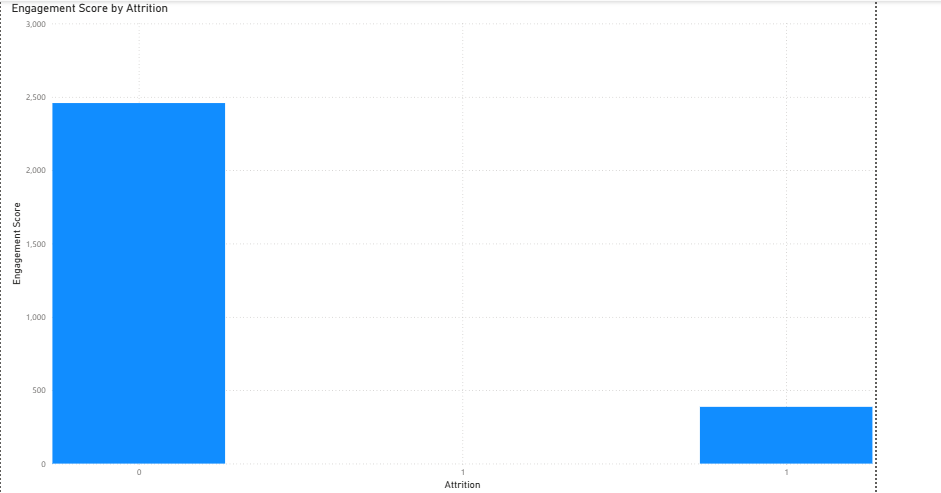 Engagement Score by Attrition
3,000
2,500
2,000
1,500
1,000
500
0
Engagement Score
0 1 1
Attrition